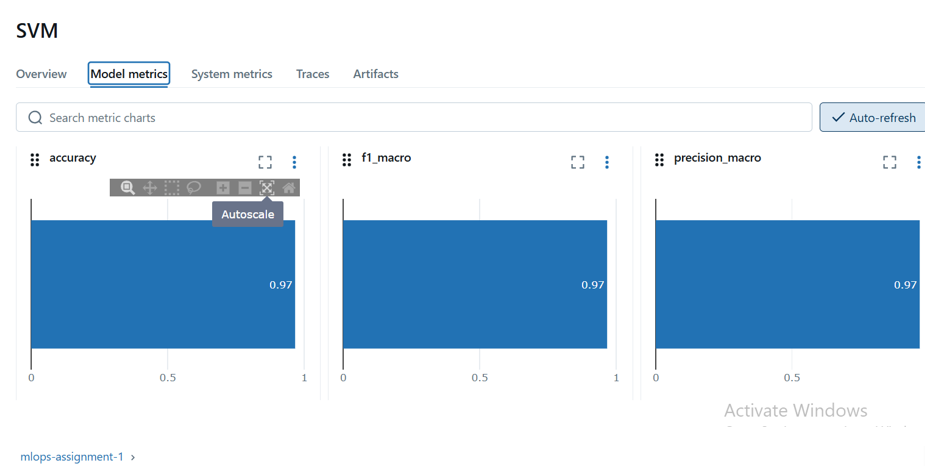 SVM
Overview Model metrics System metrics Traces Artifacts
Search metric charts Auto-refresh
accuracy f1_macro precision_macro
Autoscale
0.97 0.97 0.97
0 0.5 1 0 0.5 1 0 0.5
Activate Windows
mlops-assignment-1